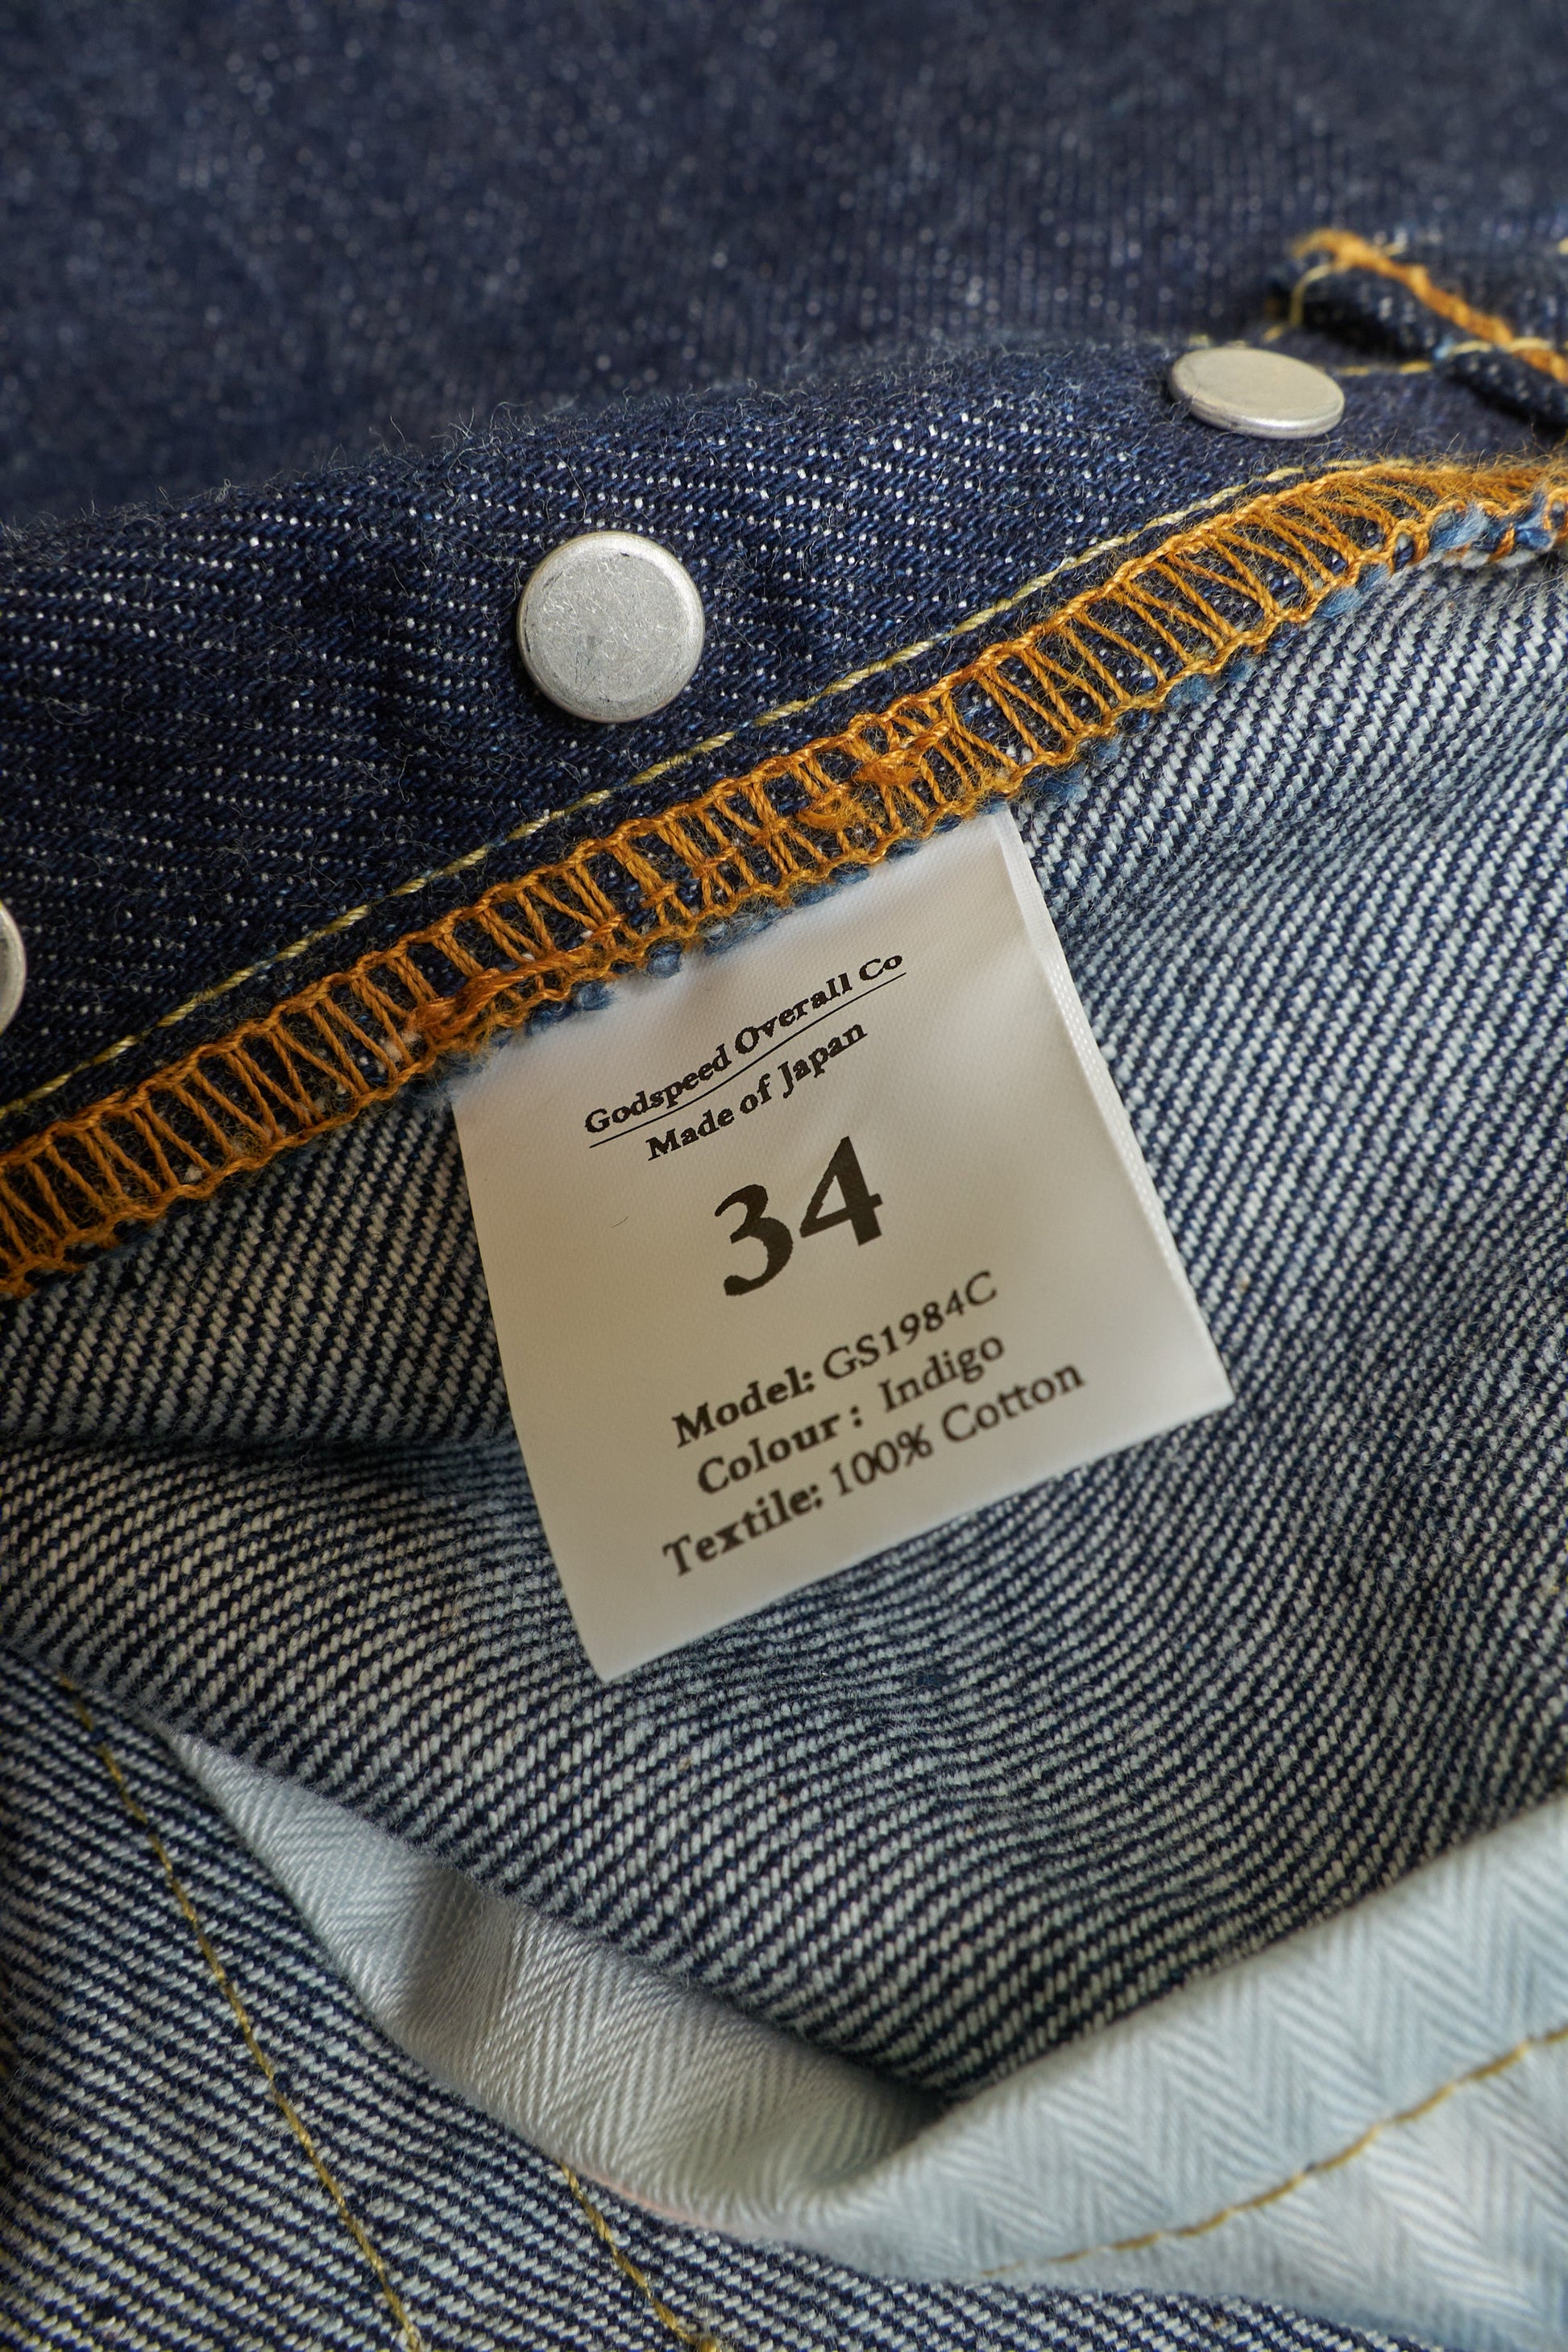 Godspeed Overall Co
Made of Japan
34
Model: GS1984C
Colour : Indigo
Textile: 100% Cotton